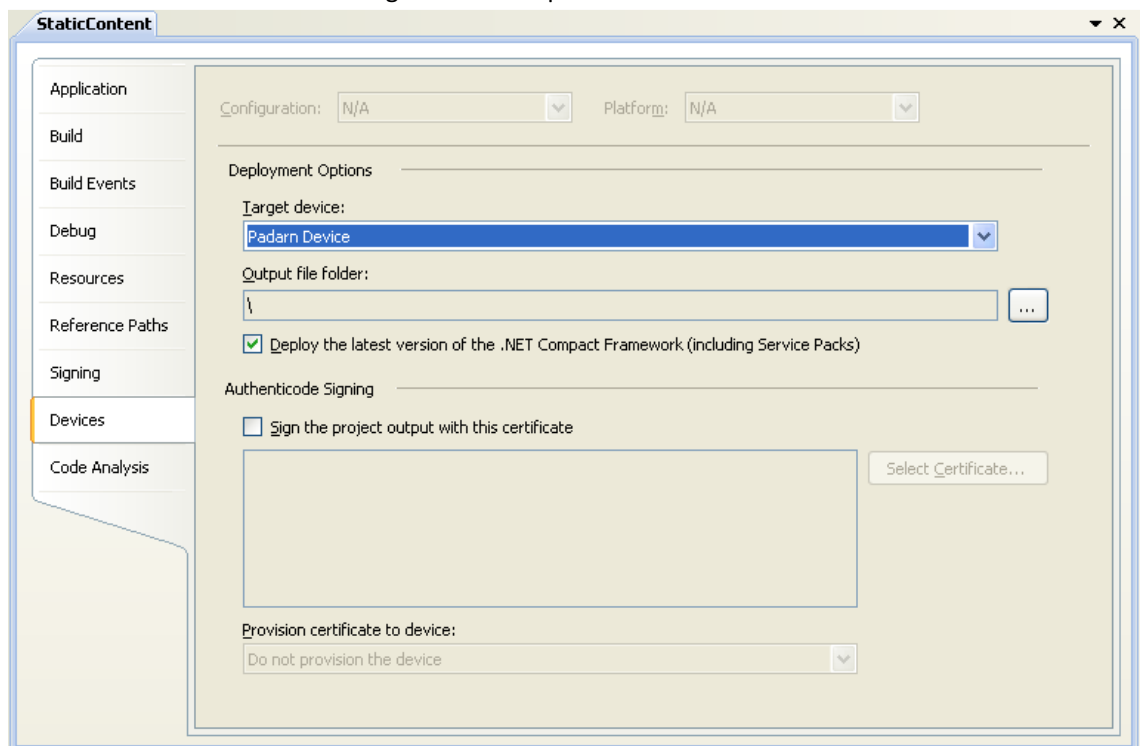 StaticContent
Application
Build
Build Events
Debug
Resources
Reference Paths
Signing
Devices
Code Analysis
Configuration: N/A Platform: N/A
Deployment Options
Target device:
Padarn Device
Output file folder:
\
...
Deploy the latest version of the .NET Compact Framework (including Service Packs)
Authenticode Signing
Sign the project output with this certificate
Select Certificate...
Provision certificate to device:
Do not provision the device